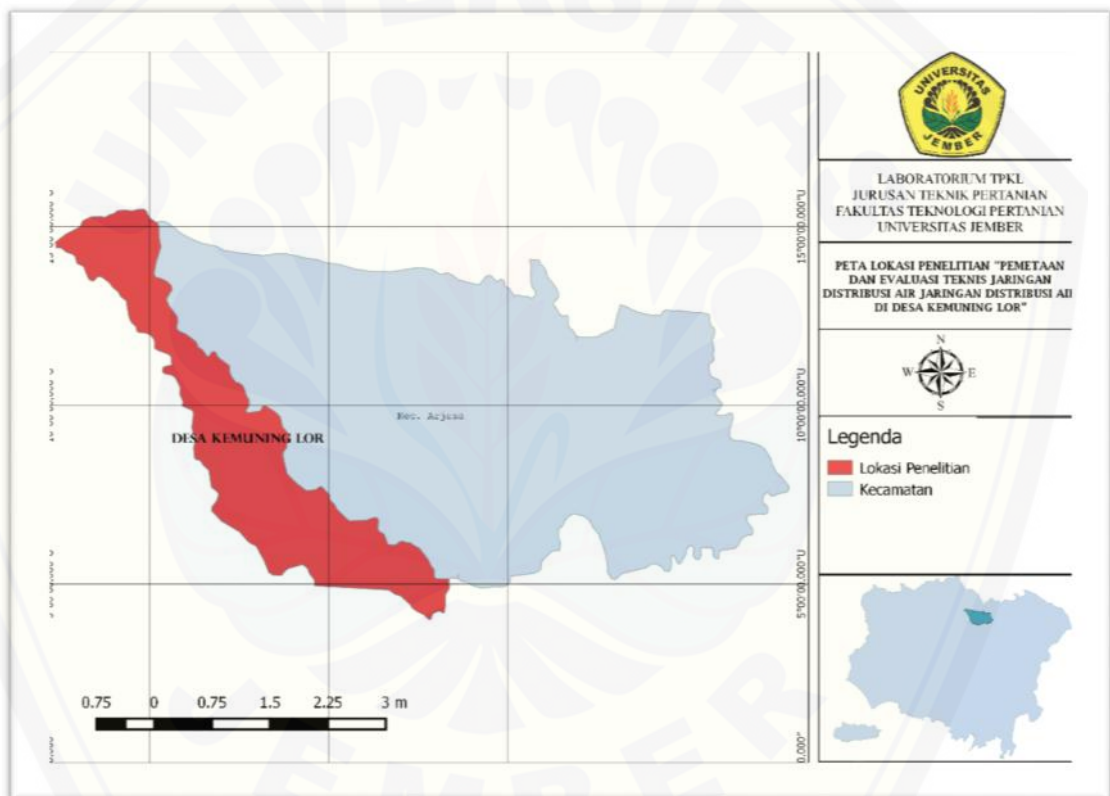 UNIVERSITAS
JEMBER
LABORATORIUM TPKL
JURUSAN TEKNIK PERTANIAN
FAKULTAS TEKNOLOGI PERTANIAN
UNIVERSITAS JEMBER
PETA LOKASI PENELITIAN "PEMETAAN
DAN EVALUASI TEKNIS JARINGAN
DISTRIBUSI AIR JARINGAN DISTRIBUSI AI
DI DESA KEMUNING LOR"
N
W E
S
Legenda
Lokasi Penelitian
Kecamatan
15°00'00.000"U
10°00'00.000"U
5°00'00.000"U
0.000"
Kec. Arjasa
DESA KEMUNING LOR
0.75 0 0.75 1.5 2.25 3 m
UNIVERSITAS
JEMBER